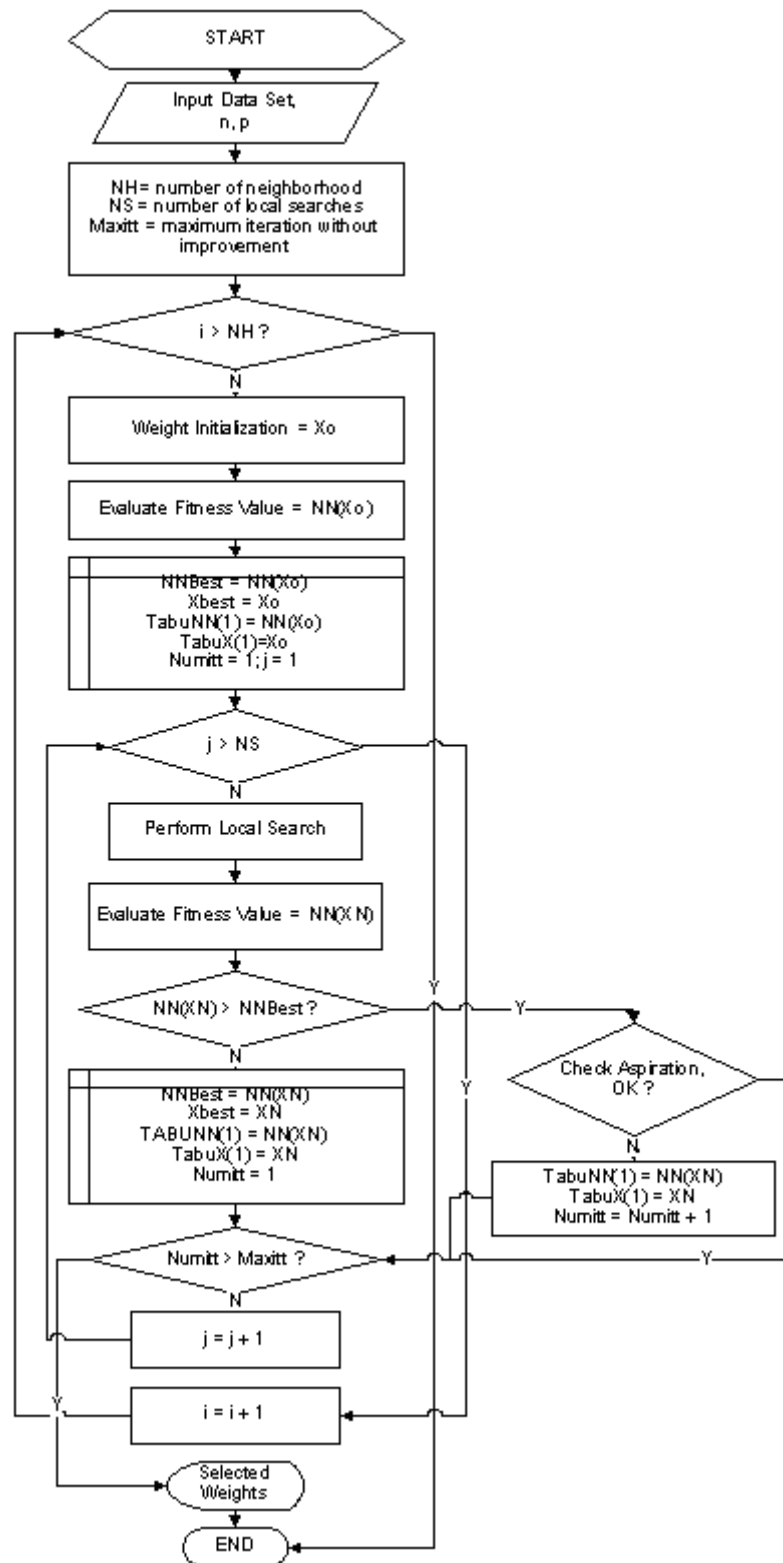 START
Input Data Set,
n, p
NH = number of neighborhood
NS = number of local searches
Maxitt = maximum iteration without
improvement
i > NH ?
N
Weight Initialization = Xo
Evaluate Fitness Value = NN(Xo)
NNBest = NN(Xo)
Xbest = Xo
TabuNN(1) = NN(Xo)
TabuX(1)=Xo
Numitt = 1; j = 1
j > NS
N
Perform Local Search
Evaluate Fitness Value = NN(XN)
Y
NN(XN) > NNBest ?
Y
N
Check Aspiration,
OK ?
Y
NNBest = NN(XN)
Xbest = XN
TABUNN(1) = NN(XN)
TabuX(1) = XN
Numitt = 1
N
TabuNN(1) = NN(XN)
TabuX(1) = XN
Numitt = Numitt + 1
Numitt > Maxitt ?
Y
N
j = j + 1
Y
i = i + 1
Selected
Weights
END